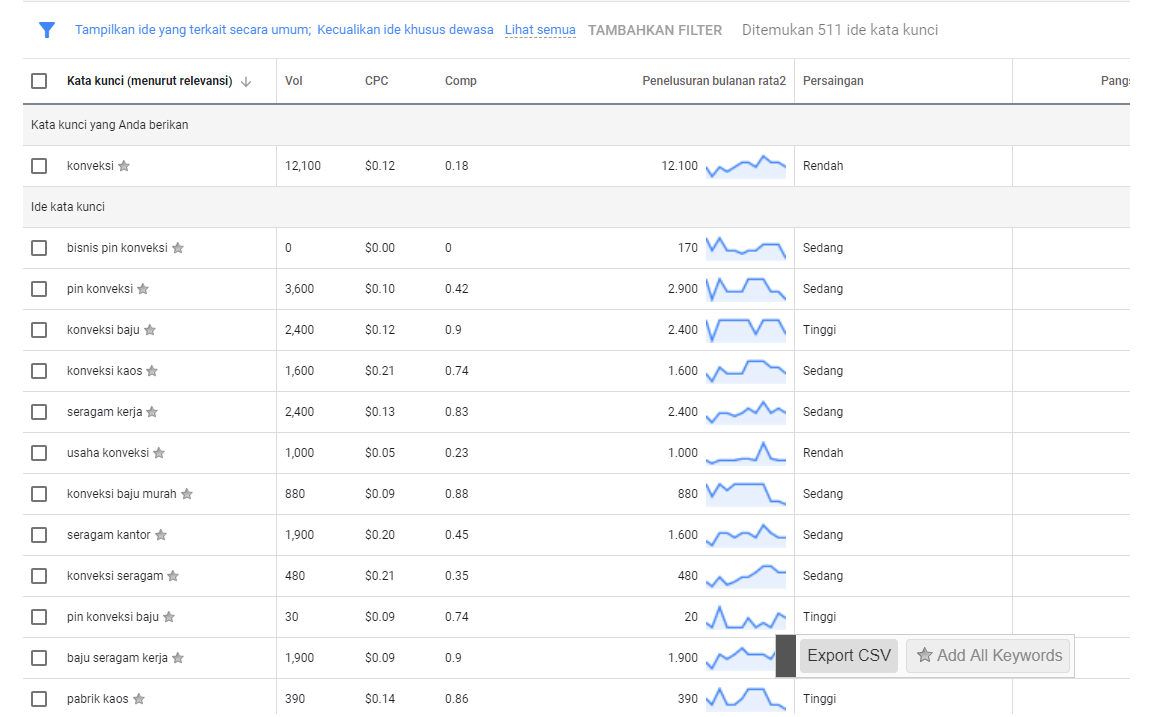 Tampilkan ide yang terkait secara umum; Kecualikan ide khusus dewasa Lihat semua TAMBAHKAN FILTER Ditemukan 511 ide kata kunci
Kata kunci (menurut relevansi) Vol CPC Comp Penelusuran bulanan rata2 Persaingan Pangs
Kata kunci yang Anda berikan
konveksi 12,100 $0.12 0.18 12.100 Rendah
Ide kata kunci
bisnis pin konveksi 0 $0.00 0 170 Sedang
pin konveksi 3,600 $0.10 0.42 2.900 Sedang
konveksi baju 2,400 $0.12 0.9 2.400 Tinggi
konveksi kaos 1,600 $0.21 0.74 1.600 Sedang
seragam kerja 2,400 $0.13 0.83 2.400 Sedang
usaha konveksi 1,000 $0.05 0.23 1.000 Rendah
konveksi baju murah 880 $0.09 0.88 880 Sedang
seragam kantor 1,900 $0.20 0.45 1.600 Sedang
konveksi seragam 480 $0.21 0.35 480 Sedang
pin konveksi baju 30 $0.09 0.74 20 Tinggi
baju seragam kerja 1,900 $0.09 0.9 1.900 Export CSV Add All Keywords
pabrik kaos 390 $0.14 0.86 390 Tinggi